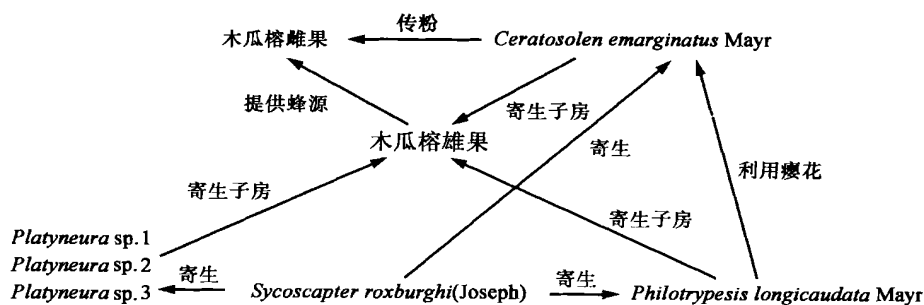 木瓜榕雌果 传粉 Ceratosolen emarginatus Mayr
提供蜂源
寄生子房
木瓜榕雄果
寄生
利用瘿花
寄生子房
寄生子房
Platyneura sp.1
Platyneura sp.2
Platyneura sp.3 寄生 Sycoscapter roxburghi(Joseph) 寄生 Philotrypesis longicaudata Mayr